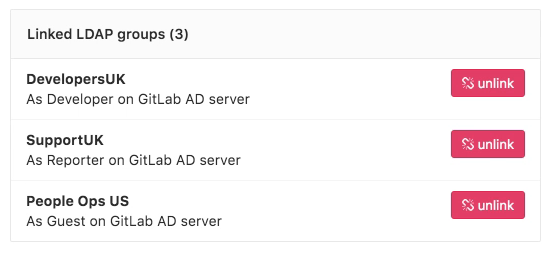 Linked LDAP groups (3)
DevelopersUK
As Developer on GitLab AD server
unlink
SupportUK
As Reporter on GitLab AD server
unlink
People Ops US
As Guest on GitLab AD server
unlink